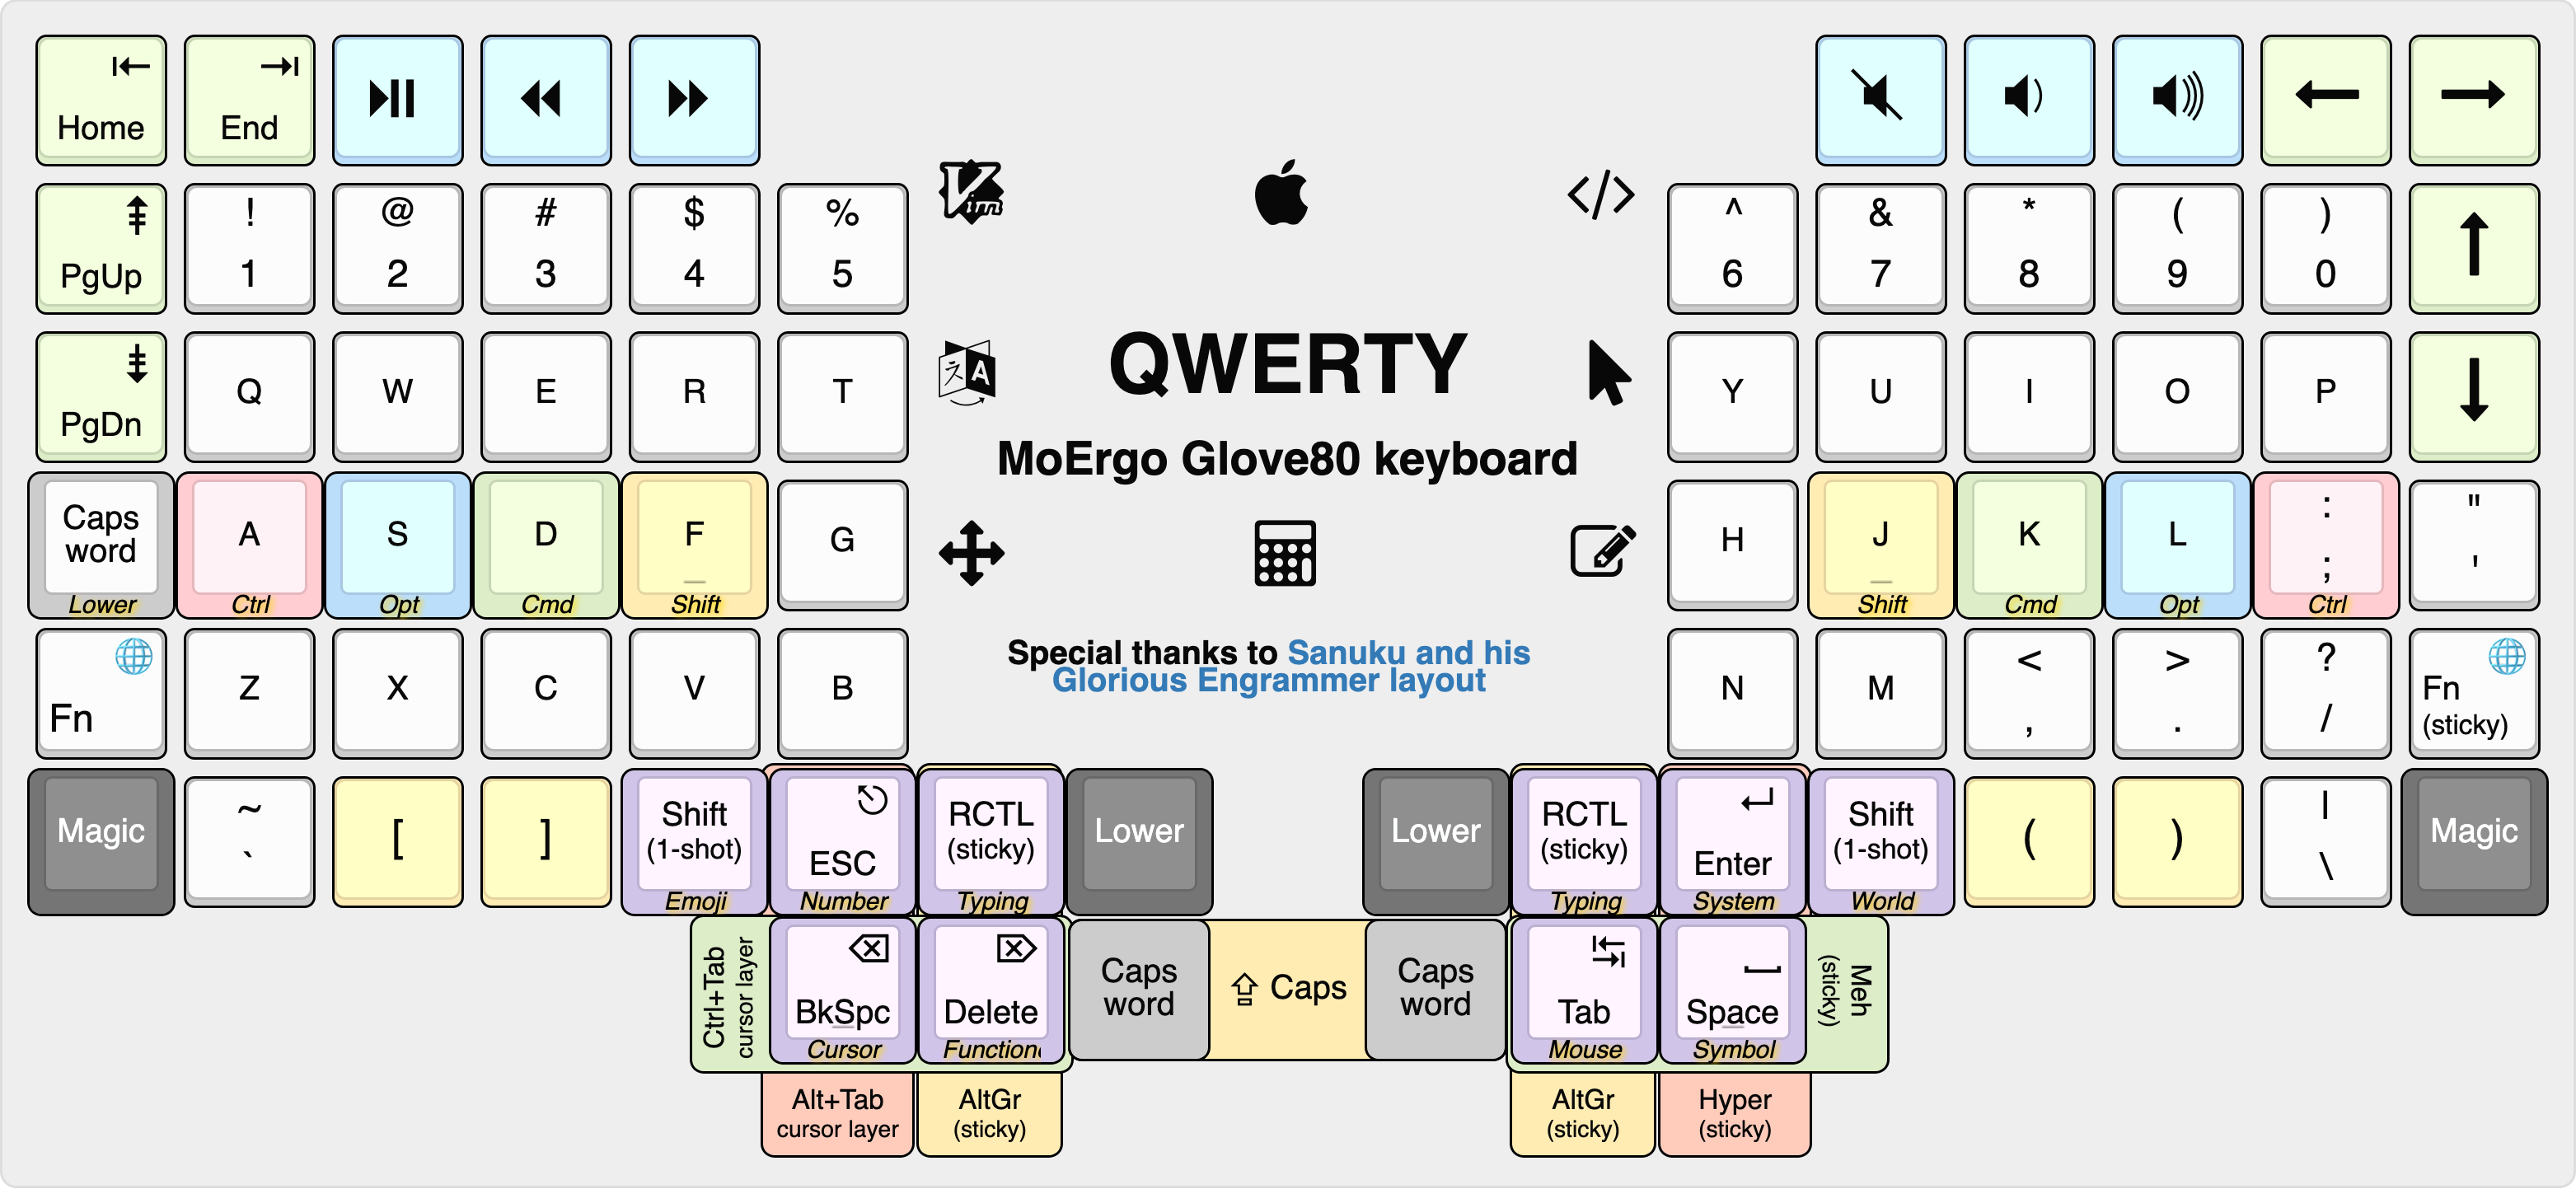 Home
End
PgUp
!
1
@
2
#
3
$
4
%
5
^
6
&
7
*
8
(
9
)
0
PgDn
Q
W
E
R
T
QWERTY
Y
U
I
O
P
MoErgo Glove80 keyboard
Caps
word
Lower
A
Ctrl
S
Opt
D
Cmd
F
Shift
G
H
J
Shift
K
Cmd
L
Opt
:
;
Ctrl
"
'
Special thanks to Sanuku and his
Glorious Engrammer layout
Fn
Z
X
C
V
B
N
M
<
,
>
.
?
/
Fn
(sticky)
Magic
~
`
[
]
Shift
(1-shot)
Emoji
ESC
Number
RCTL
(sticky)
Typing
Lower
Lower
RCTL
(sticky)
Typing
Enter
System
Shift
(1-shot)
World
(
)
|
\
Magic
Ctrl+Tab
cursor layer
BkSpc
Cursor
Delete
Function
Caps
word
Caps
Caps
word
Tab
Mouse
Space
Symbol
Meh
(sticky)
Alt+Tab
cursor layer
AltGr
(sticky)
AltGr
(sticky)
Hyper
(sticky)